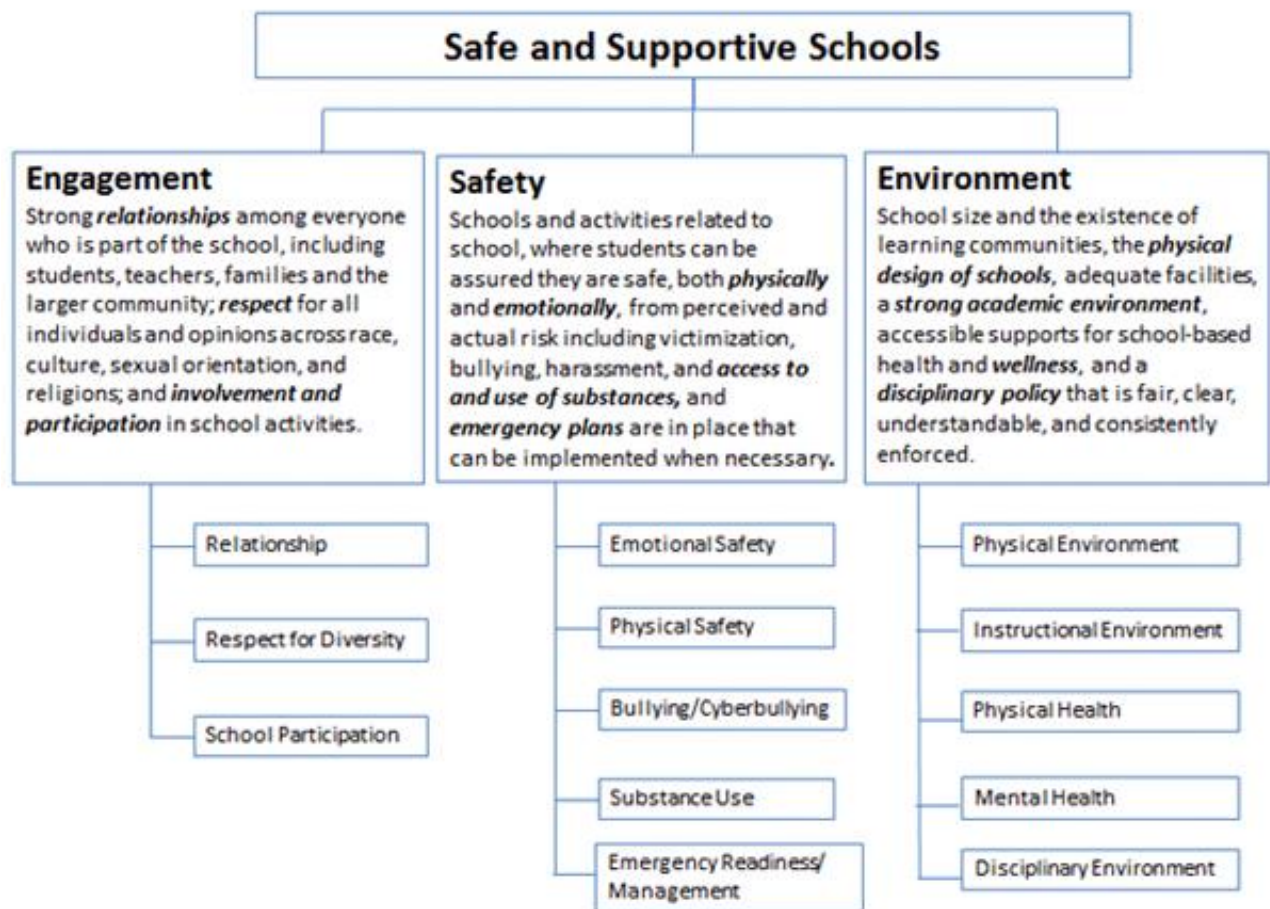 Safe and Supportive Schools
Engagement
Strong relationships among everyone
who is part of the school, including
students, teachers, families and the
larger community; respect for all
individuals and opinions across race,
culture, sexual orientation, and
religions; and involvement and
participation in school activities.
Relationship
Respect for Diversity
School Participation
Safety
Schools and activities related to
school, where students can be
assured they are safe, both physically
and emotionally, from perceived and
actual risk including victimization,
bullying, harassment, and access to
and use of substances, and
emergency plans are in place that
can be implemented when necessary.
Emotional Safety
Physical Safety
Bullying/Cyberbullying
Substance Use
Emergency Readiness/
Management
Environment
School size and the existence of
learning communities, the physical
design of schools, adequate facilities,
a strong academic environment,
accessible supports for school-based
health and wellness, and a
disciplinary policy that is fair, clear,
understandable, and consistently
enforced.
Physical Environment
Instructional Environment
Physical Health
Mental Health
Disciplinary Environment